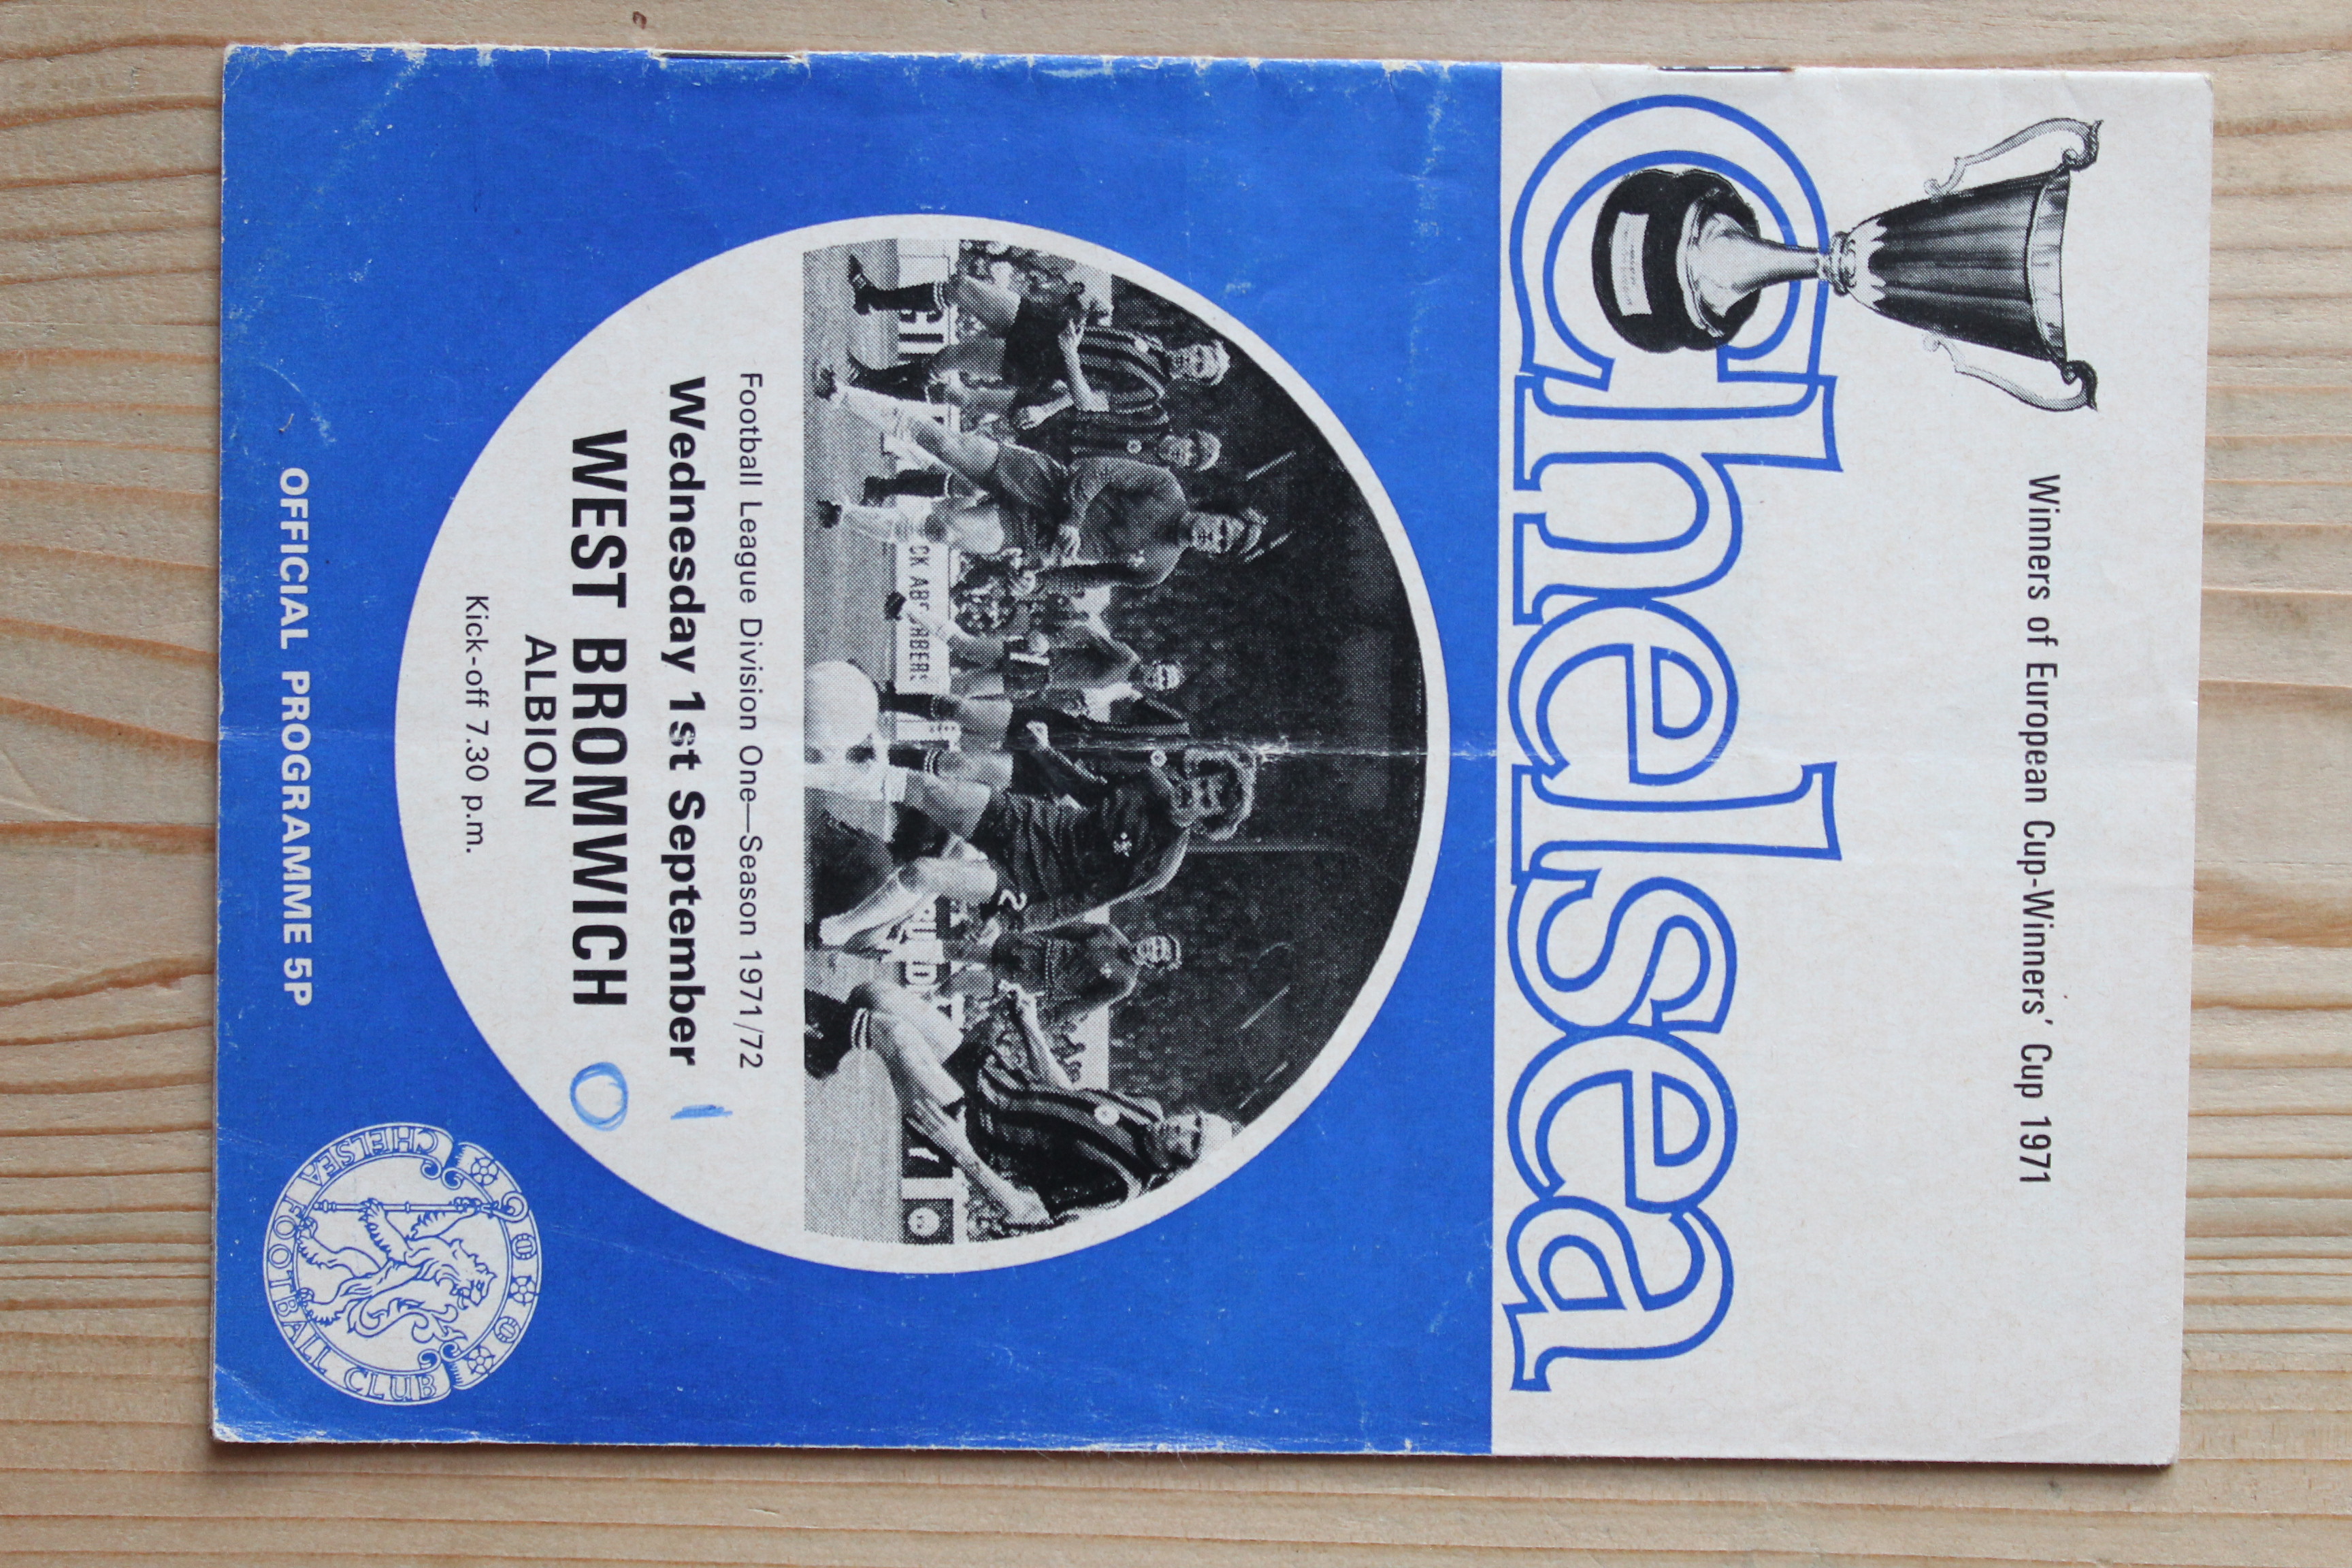 Winners of European Cup-Winners' Cup 1971
Chelsea
Football League Division One—Season 1971/72
Wednesday 1st September 1
WEST BROMWICH 0
ALBION
Kick-off 7.30 p.m.
OFFICIAL PROGRAMME 5P
CHELSEA FOOTBALL CLUB